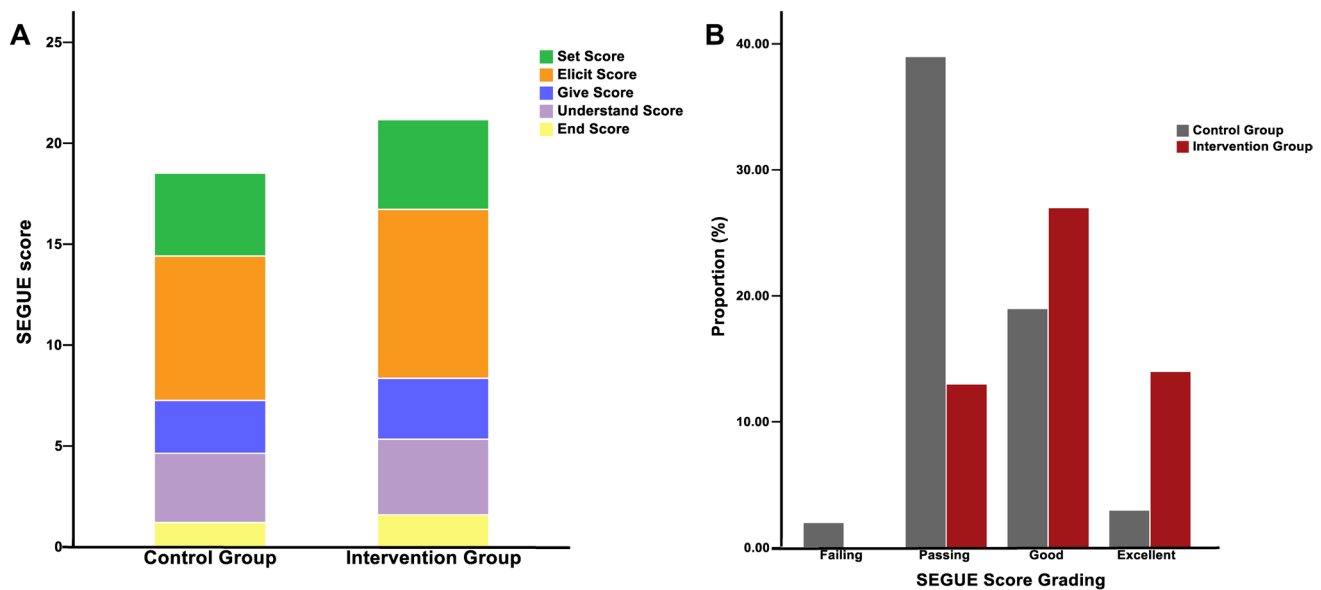 A
SEGUE score
25
20
15
10
5
0
Control Group
Intervention Group
Set Score
Elicit Score
Give Score
Understand Score
End Score
B
Proportion (%)
40.00
30.00
20.00
10.00
0.00
Failing
Passing
Good
Excellent
SEGUE Score Grading
Control Group
Intervention Group